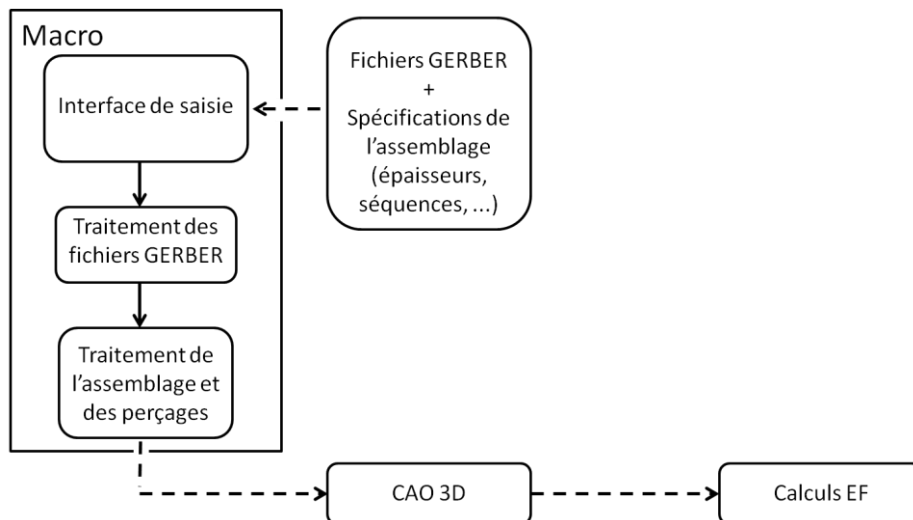 Macro
Interface de saisie
Fichiers GERBER
+
Spécifications de
l'assemblage
(épaisseurs,
séquences, ...)
Traitement des
fichiers GERBER
Traitement de
l'assemblage et
des perçages
CAO 3D
Calculs EF